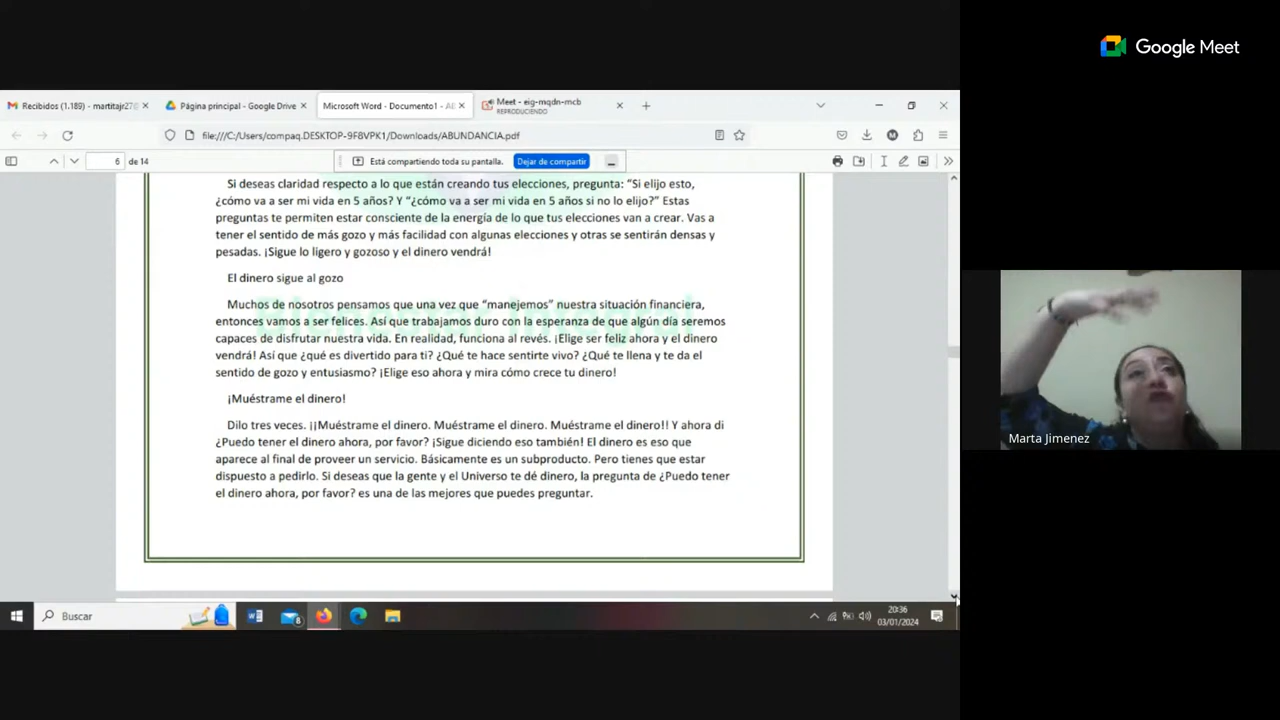 Google Meet
Recibidos (1.189) - martitajr27@
Página principal - Google Drive
Microsoft Word - Documento1 - AB
Meet - eig-mqdn-mcb
REPRODUCIENDO
file:///C:/Users/compaq.DESKTOP-9F8VPK1/Downloads/ABUNDANCIA.pdf
6 de 14
Está compartiendo toda su pantalla.
Dejar de compartir
Si deseas claridad respecto a lo que están creando tus elecciones, pregunta: “Si elijo esto,
¿cómo va a ser mi vida en 5 años? Y “¿cómo va a ser mi vida en 5 años si no lo elijo?” Estas
preguntas te permiten estar consciente de la energía de lo que tus elecciones van a crear. Vas a
tener el sentido de más gozo y más facilidad con algunas elecciones y otras se sentirán densas y
pesadas. ¡Sigue lo ligero y gozoso y el dinero vendrá!
El dinero sigue al gozo
Muchos de nosotros pensamos que una vez que “manejemos” nuestra situación financiera,
entonces vamos a ser felices. Así que trabajamos duro con la esperanza de que algún día seremos
capaces de disfrutar nuestra vida. En realidad, funciona al revés. ¡Elige ser feliz ahora y el dinero
vendrá! Así que ¿qué es divertido para ti? ¿Qué te hace sentirte vivo? ¿Qué te llena y te da el
sentido de gozo y entusiasmo? ¡Elige eso ahora y mira cómo crece tu dinero!
¡Muéstrame el dinero!
Dilo tres veces. ¡¡Muéstrame el dinero. Muéstrame el dinero. Muéstrame el dinero!! Y ahora di
¿Puedo tener el dinero ahora, por favor? ¡Sigue diciendo eso también! El dinero es eso que
aparece al final de proveer un servicio. Básicamente es un subproducto. Pero tienes que estar
dispuesto a pedirlo. Si deseas que la gente y el Universo te dé dinero, la pregunta de ¿Puedo tener
el dinero ahora, por favor? es una de las mejores que puedes preguntar.
Marta Jimenez
Buscar
20:36
03/01/2024